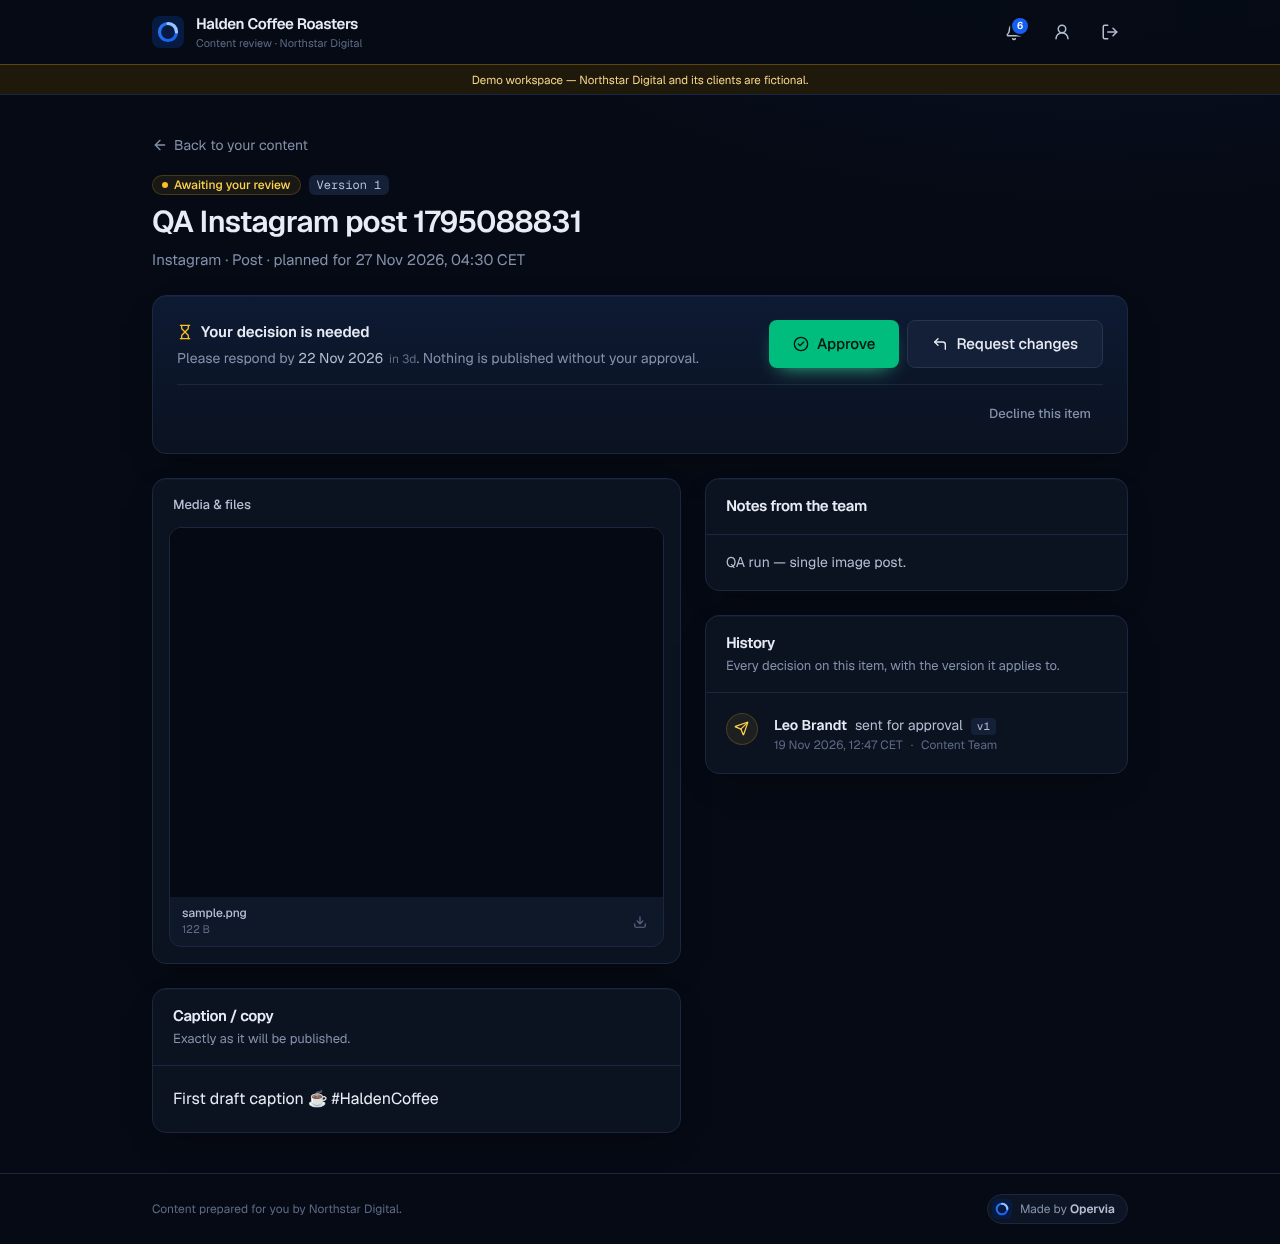 Halden Coffee Roasters
Content review · Northstar Digital
6
Demo workspace — Northstar Digital and its clients are fictional.
Back to your content
Awaiting your review
Version 1
QA Instagram post 1795088831
Instagram · Post · planned for 27 Nov 2026, 04:30 CET
Your decision is needed
Please respond by 22 Nov 2026 in 3d. Nothing is published without your approval.
Approve
Request changes
Decline this item
Media & files
sample.png
122 B
Caption / copy
Exactly as it will be published.
First draft caption ☕ #HaldenCoffee
Notes from the team
QA run — single image post.
History
Every decision on this item, with the version it applies to.
Leo Brandt sent for approval v1
19 Nov 2026, 12:47 CET · Content Team
Content prepared for you by Northstar Digital.
Made by Opervia